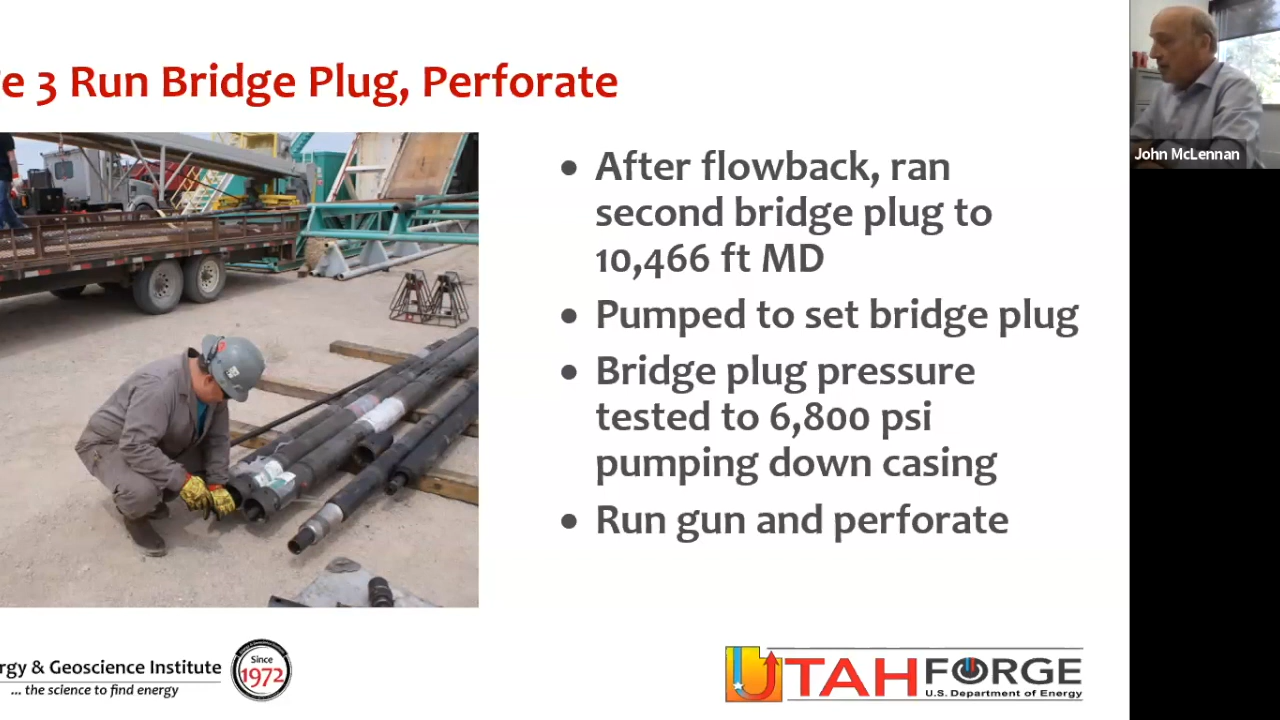 e 3 Run Bridge Plug, Perforate
• After flowback, ran
second bridge plug to
10,466 ft MD
• Pumped to set bridge plug
• Bridge plug pressure
tested to 6,800 psi
pumping down casing
• Run gun and perforate
John McLennan
rgy & Geoscience Institute
... the science to find energy
Since
1972
UTAH FORGE
U.S. Department of Energy